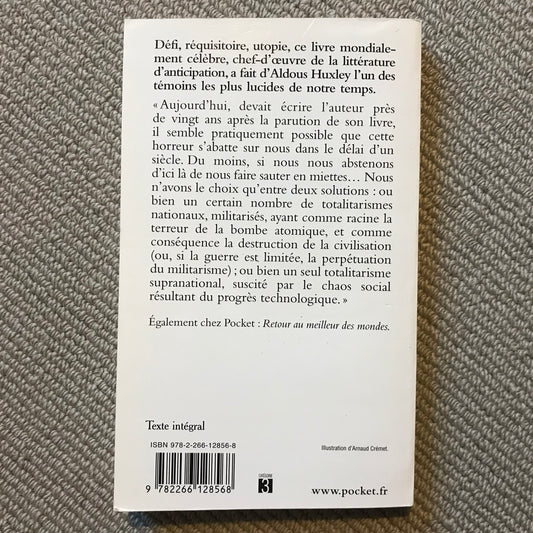 Défi, réquisitoire, utopie, ce livre mondiale-
ment célèbre, chef-d'œuvre de la littérature
d'anticipation, a fait d'Aldous Huxley l'un des
témoins les plus lucides de notre temps.
« Aujourd'hui, devait écrire l'auteur près
de vingt ans après la parution de son livre,
il semble pratiquement possible que cette
horreur s'abatte sur nous dans le délai d'un
siècle. Du moins, si nous nous abstenons
d'ici là de nous faire sauter en miettes... Nous
n'avons le choix qu'entre deux solutions : ou
bien un certain nombre de totalitarismes
nationaux, militarisés, ayant comme racine la
terreur de la bombe atomique, et comme
conséquence la destruction de la civilisation
(ou, si la guerre est limitée, la perpétuation
du militarisme) ; ou bien un seul totalitarisme
supranational, suscité par le chaos social
résultant du progrès technologique. »
Également chez Pocket : Retour au meilleur des mondes.
Texte intégral
ISBN 978-2-266-12856-8
Illustration d'Arnaud Crémet.
9 782266 128568
CATÉGORIE
3
www.pocket.fr